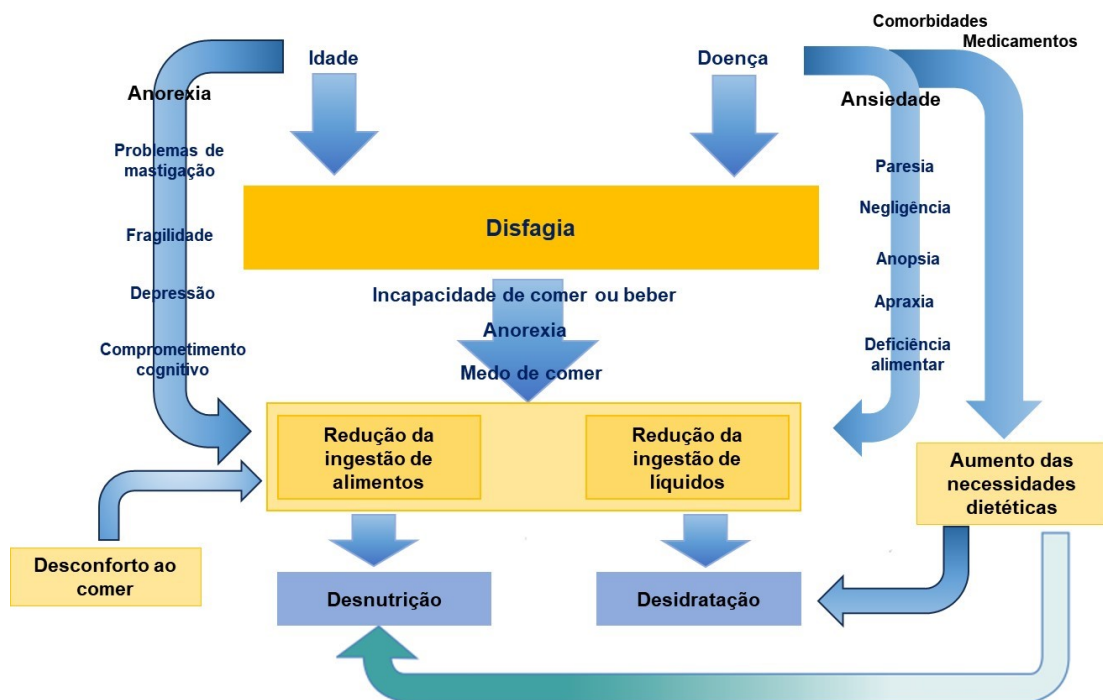 Comorbidades
Medicamentos
Idade
Doença
Anorexia
Ansiedade
Problemas de
mastigação
Paresia
Negligência
Fragilidade
Disfagia
Anopsia
Depressão
Incapacidade de comer ou beber
Apraxia
Anorexia
Comprometimento
cognitivo
Deficiência
alimentar
Medo de comer
Redução da
ingestão de
alimentos
Redução da
ingestão de
líquidos
Aumento das
necessidades
dietéticas
Desconforto ao
comer
Desnutrição
Desidratação